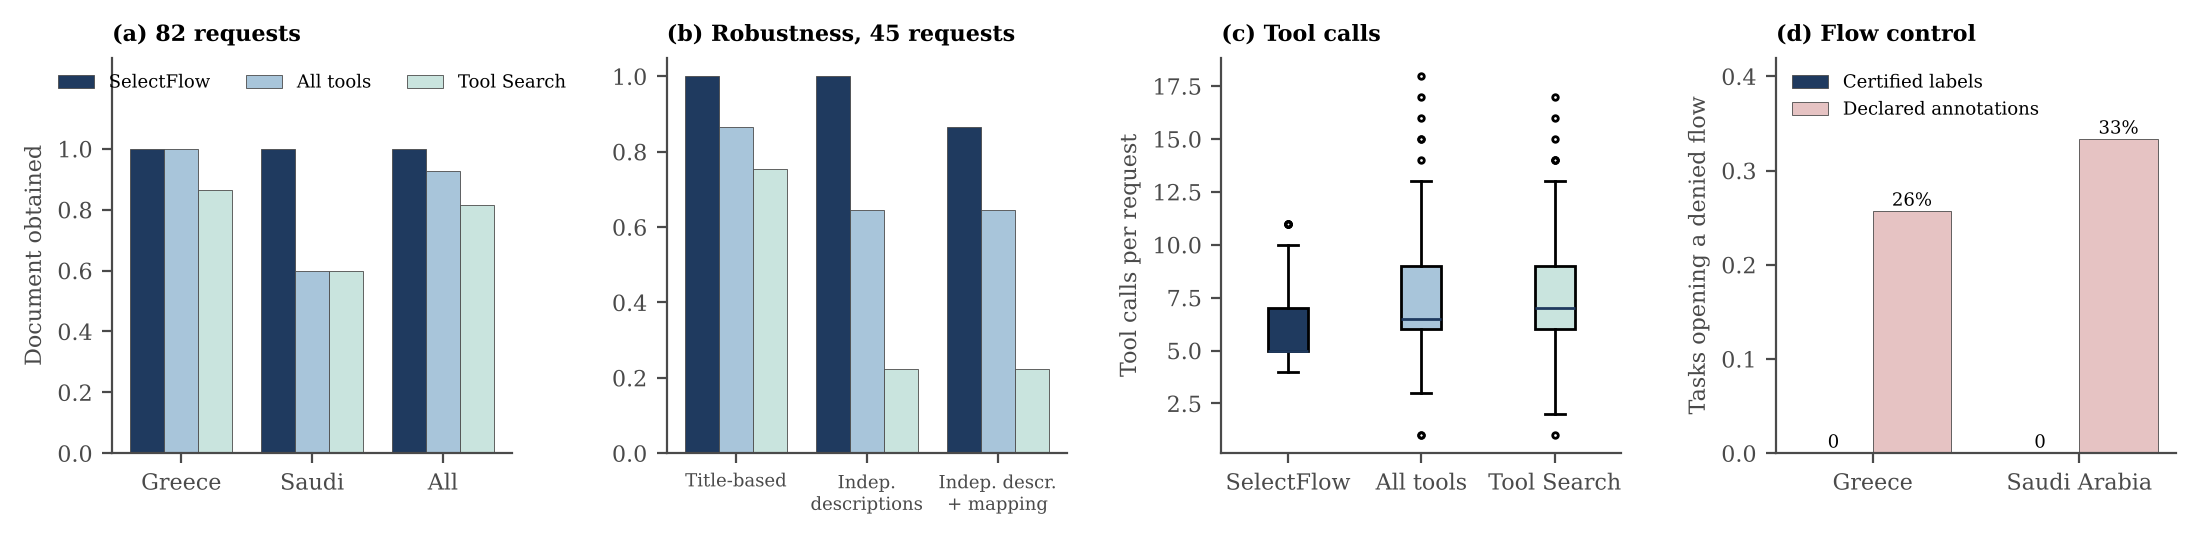 (a) 82 requests
SelectFlow
All tools
Tool Search
Document obtained
1.0
0.8
0.6
0.4
0.2
0.0
Greece
Saudi
All
(b) Robustness, 45 requests
1.0
0.8
0.6
0.4
0.2
0.0
Title-based
Indep.
descriptions
Indep. descr.
+ mapping
(c) Tool calls
Tool calls per request
17.5
15.0
12.5
10.0
7.5
5.0
2.5
SelectFlow
All tools
Tool Search
(d) Flow control
Certified labels
Declared annotations
Tasks opening a denied flow
0.4
0.3
0.2
0.1
0.0
0
26%
0
33%
Greece
Saudi Arabia